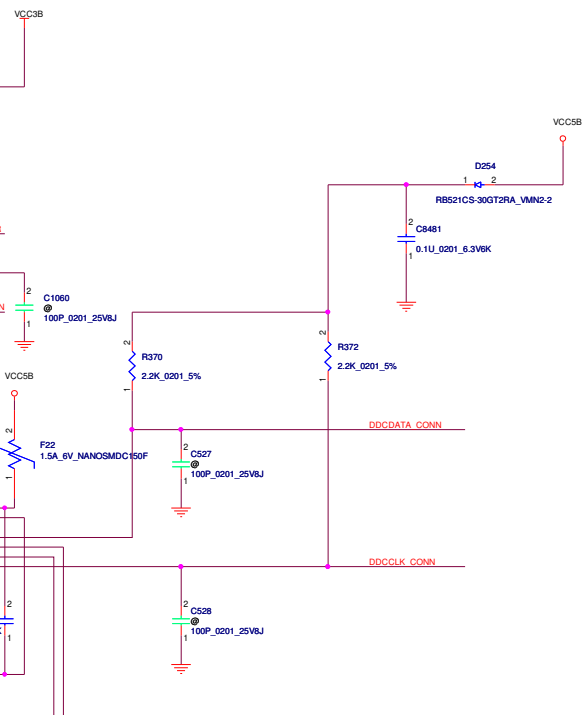 VCC3B
VCC5B
D254
1 2
RB521CS-30GT2RA_VMN2-2
2
C8481
0.1U_0201_6.3V6K
1
2
C1060
@
100P_0201_25V8J
1
2
R370
2.2K_0201_5%
1
2
R372
2.2K_0201_5%
1
VCC5B
2
F22
1.5A_6V_NANOSMDC150F
1
DDCDATA_CONN
2
C527
@
100P_0201_25V8J
1
DDCCLK_CONN
2
C528
@
100P_0201_25V8J
1
2
1